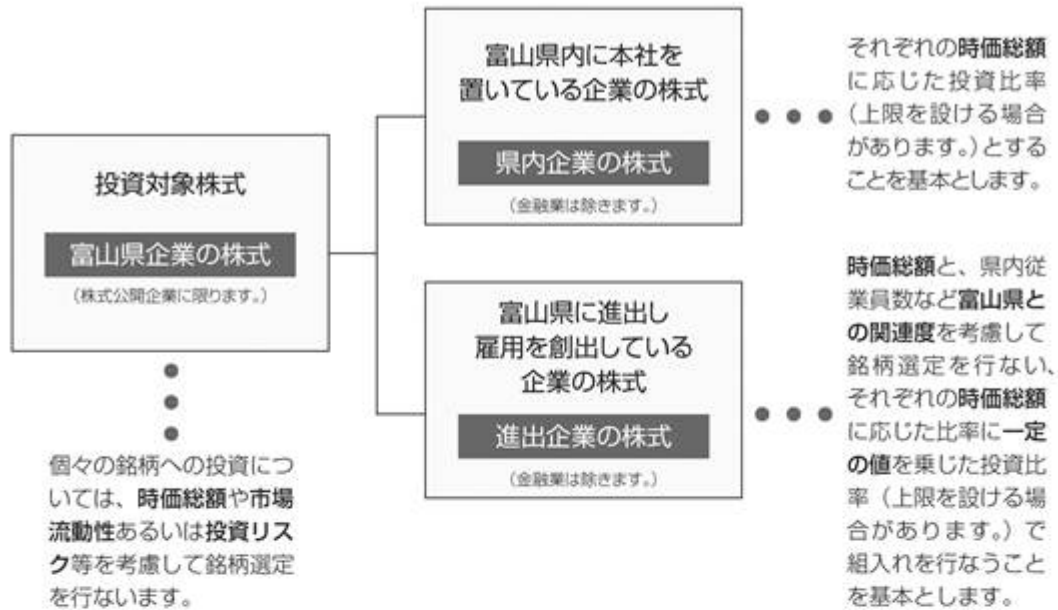 投資対象株式
富山県企業の株式
(株式公開企業に限ります。)
個々の銘柄への投資につ
いては、時価総額や市場
流動性あるいは投資リス
ク等を考慮して銘柄選定
を行ないます。
富山県内に本社を
置いている企業の株式
県内企業の株式
(金融業は除きます。)
それぞれの時価総額
に応じた投資比率
(上限を設ける場合
があります。)とする
ことを基本とします。
富山県に進出し
雇用を創出している
企業の株式
進出企業の株式
(金融業は除きます。)
時価総額と、県内従
業員数など富山県と
の関連度を考慮して
銘柄選定を行ない、
それぞれの時価総額
に応じた比率に一定
の値を乗じた投資比
率(上限を設ける場
合があります。)で
組入れを行なうこと
を基本とします。